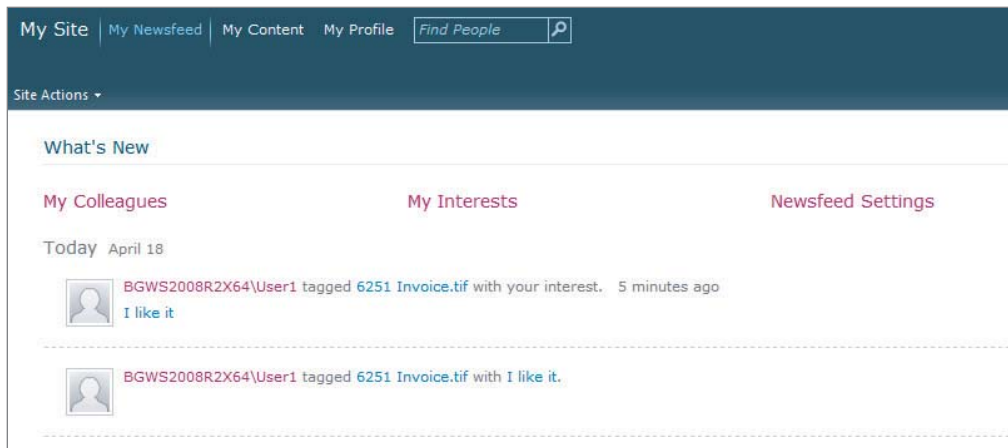 My Site My Newsfeed My Content My Profile Find People
Site Actions
What's New
My Colleagues My Interests Newsfeed Settings
Today April 18
BGWS2008R2X64\User1 tagged 6251 Invoice.tif with your interest. 5 minutes ago
I like it
BGWS2008R2X64\User1 tagged 6251 Invoice.tif with I like it.